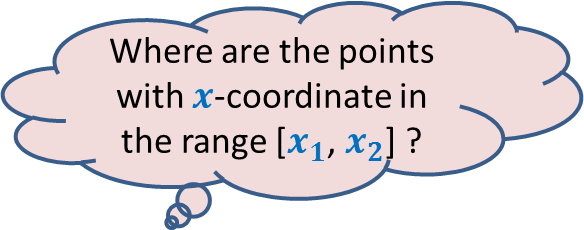 Where are the points
with x-coordinate in
the range [x₁, x₂] ?